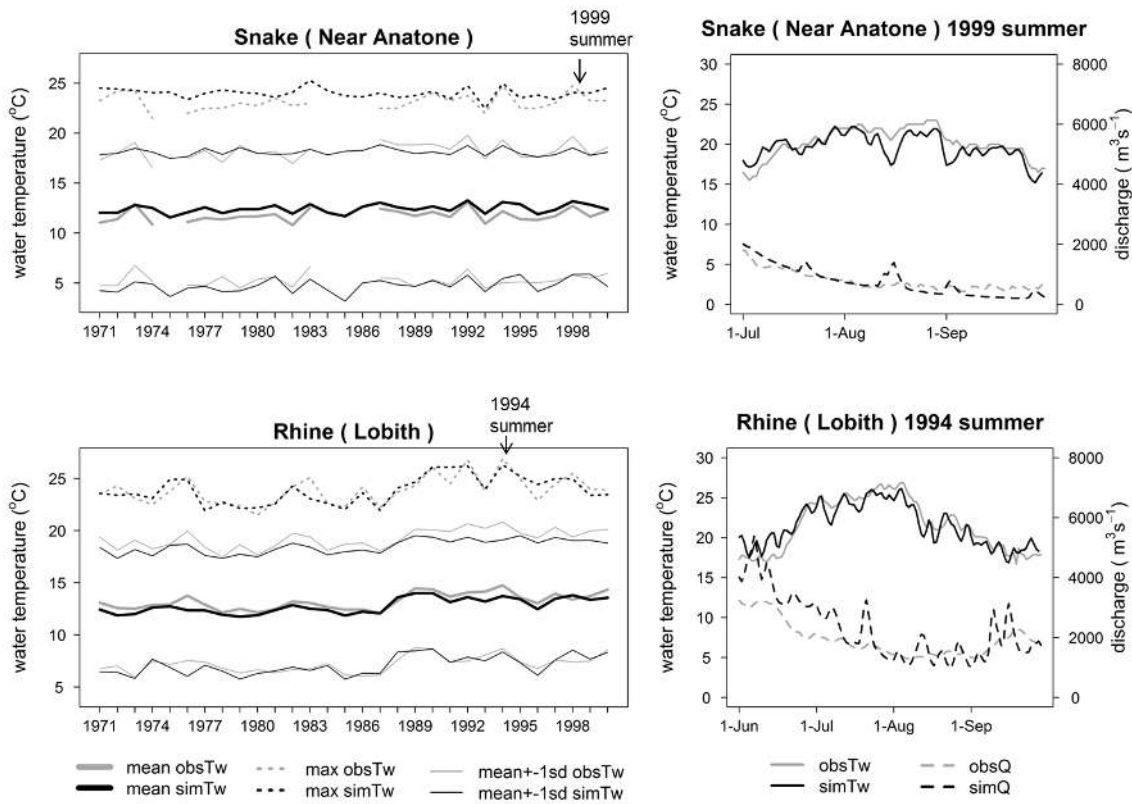 Snake ( Near Anatone )
1999
summer
water temperature (°C)
25
20
15
10
5
1971 1974 1977 1980 1983 1986 1989 1992 1995 1998
Snake ( Near Anatone ) 1999 summer
water temperature (°C)
30
25
20
15
10
5
0
8000
6000
4000
2000
0
discharge ( m³s⁻¹)
1-Jul 1-Aug 1-Sep
Rhine ( Lobith )
1994
summer
water temperature (°C)
25
20
15
10
5
1971 1974 1977 1980 1983 1986 1989 1992 1995 1998
Rhine ( Lobith ) 1994 summer
water temperature (°C)
30
25
20
15
10
5
0
8000
6000
4000
2000
0
discharge ( m³s⁻¹)
1-Jun 1-Jul 1-Aug 1-Sep
mean obsTw max obsTw mean+-1sd obsTw
mean simTw max simTw mean+-1sd simTw
obsTw obsQ
simTw simQ